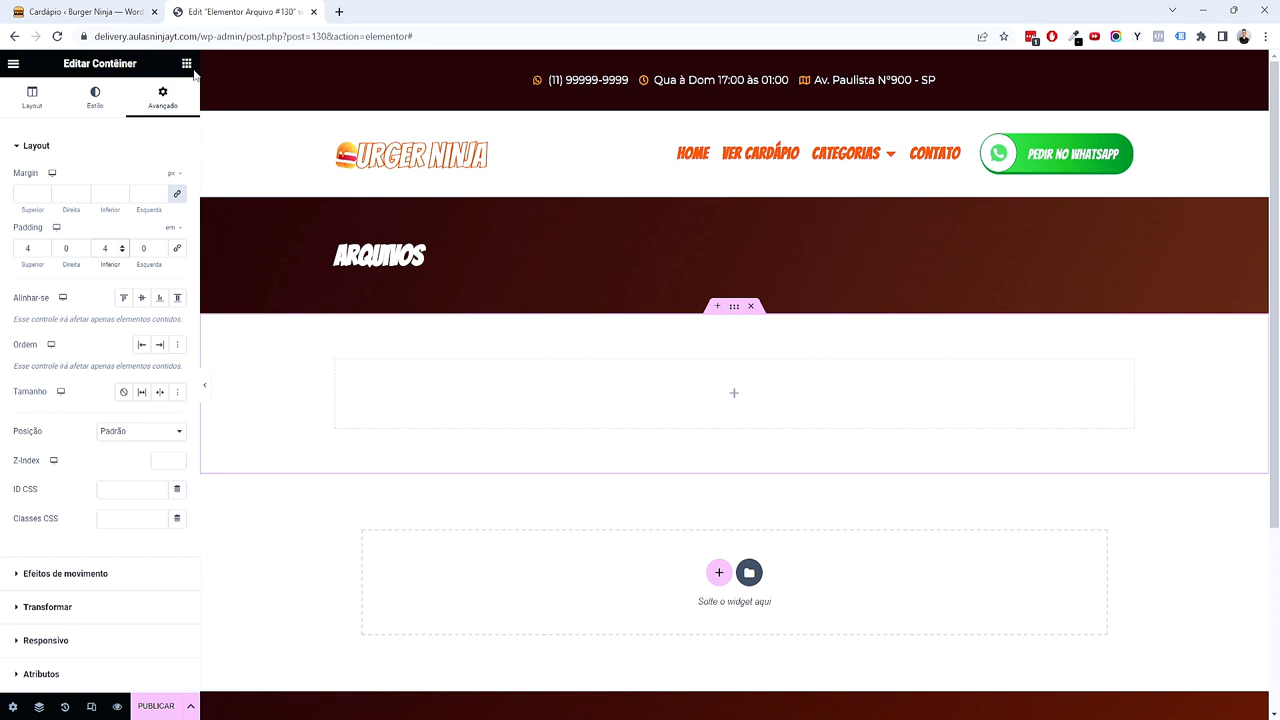 Cardápio ‹ Burger Ninja — Word
Edit "Elementor Arquivo #130" w
delivery.aulasninjayt.com/wp-admin/post.php?post=130&action=elementor#
Editar Contêiner
Layout
Estilo
Avançado
Layout
Margin
px
Superior
Direita
Inferior
Esquerda
Padding
em
4
0
4
0
Superior
Direita
Inferior
Esquerda
Alinhar-se
Esse controle irá afetar apenas elementos contidos.
Ordem
Esse controle irá afetar apenas elementos contidos.
Tamanho
Posição
Padrão
Z-Index
ID CSS
Classes CSS
Efeitos de movimento
Transformar
Responsivo
Atributos
PUBLICAR
(11) 99999-9999
Qua à Dom 17:00 às 01:00
Av. Paulista N°900 - SP
BURGER NINJA
HOME
VER CARDÁPIO
CATEGORIAS
CONTATO
PEDIR NO WHATSAPP
ARQUIVOS
Solte o widget aqui